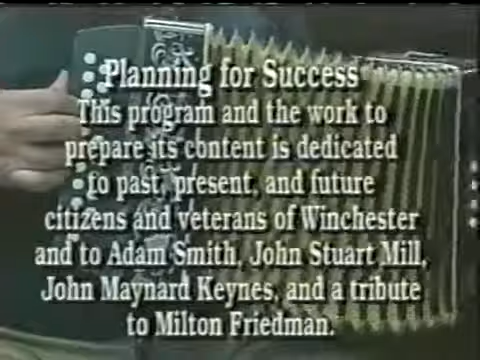 Planning for Success
This program and the work to
prepare its content is dedicated
to past, present, and future
citizens and veterans of Winchester
and to Adam Smith, John Stuart Mill,
John Maynard Keynes, and a tribute
to Milton Friedman.